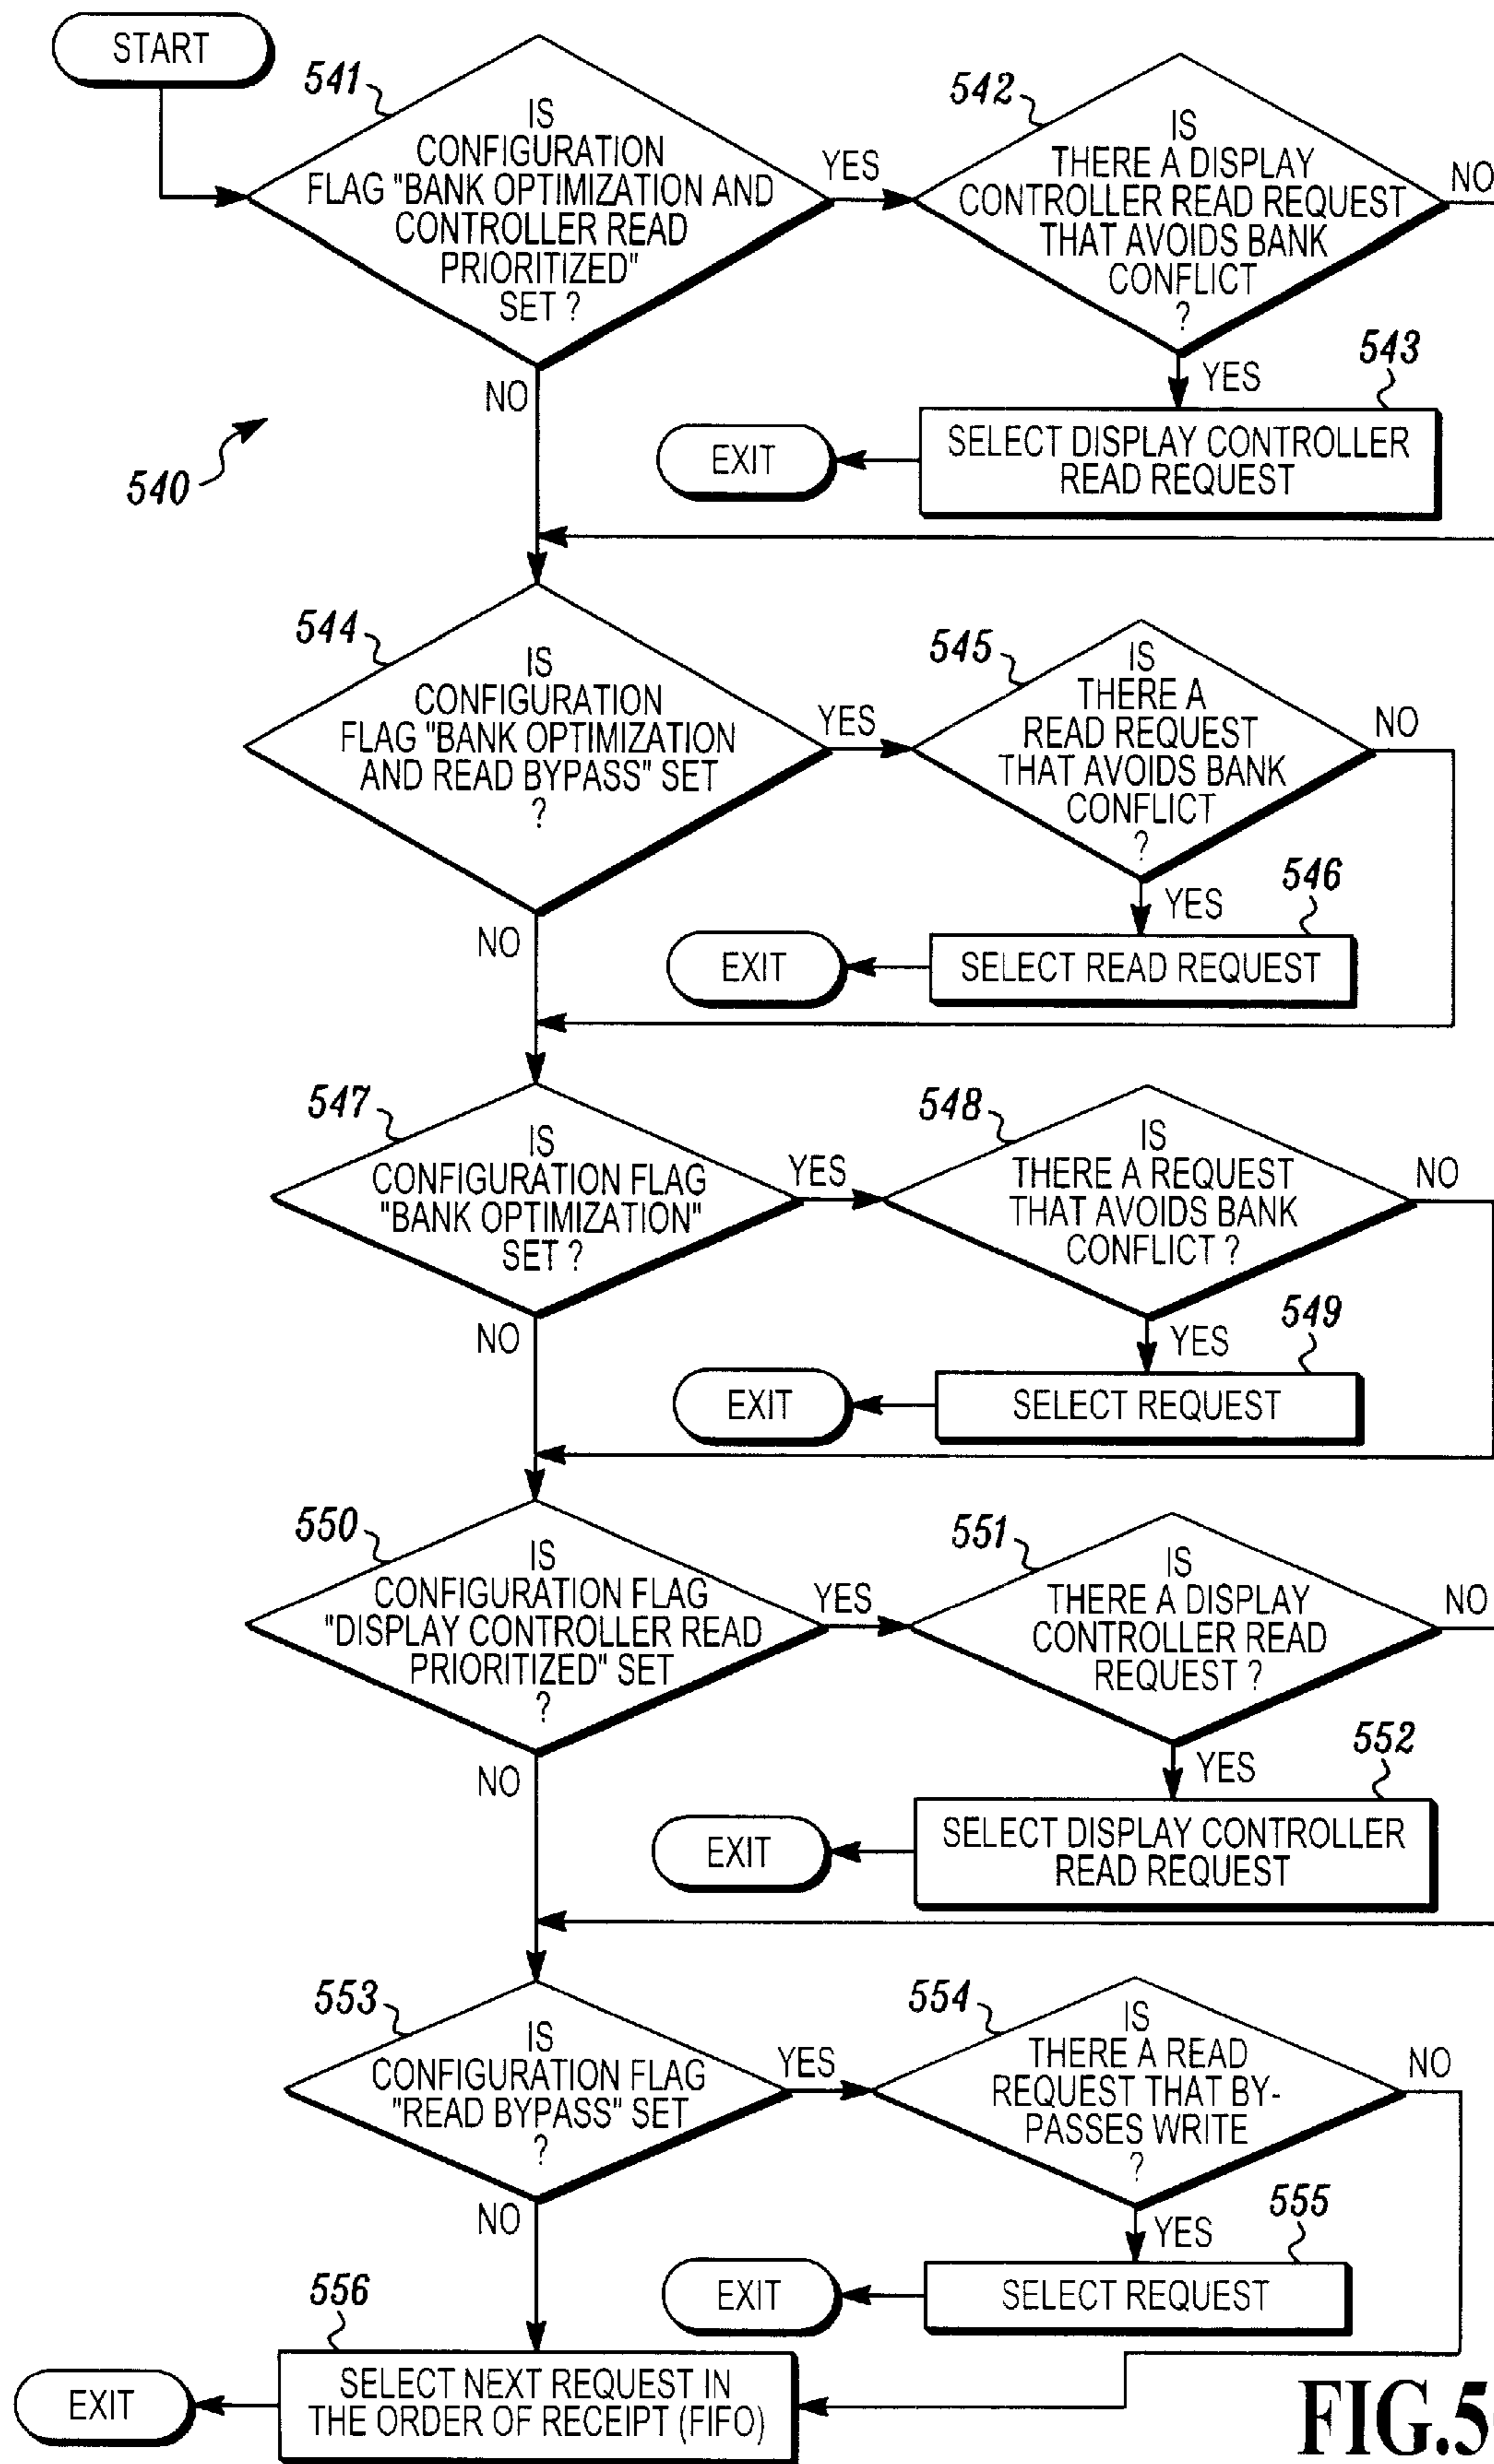 START
541
IS
CONFIGURATION
FLAG "BANK OPTIMIZATION AND
CONTROLLER READ
PRIORITIZED"
SET ?
YES
542
IS
THERE A DISPLAY
CONTROLLER READ REQUEST
THAT AVOIDS BANK
CONFLICT
?
NO
NO
YES
543
SELECT DISPLAY CONTROLLER
READ REQUEST
EXIT
540
544
IS
CONFIGURATION
FLAG "BANK OPTIMIZATION
AND READ BYPASS" SET
?
YES
545
IS
THERE A
READ REQUEST
THAT AVOIDS BANK
CONFLICT
?
NO
NO
YES
546
SELECT READ REQUEST
EXIT
547
IS
CONFIGURATION FLAG
"BANK OPTIMIZATION"
SET ?
YES
548
IS
THERE A REQUEST
THAT AVOIDS BANK
CONFLICT ?
NO
NO
YES
549
SELECT REQUEST
EXIT
550
IS
CONFIGURATION FLAG
"DISPLAY CONTROLLER READ
PRIORITIZED" SET
?
YES
551
IS
THERE A DISPLAY
CONTROLLER READ
REQUEST ?
NO
NO
YES
552
SELECT DISPLAY CONTROLLER
READ REQUEST
EXIT
553
IS
CONFIGURATION FLAG
"READ BYPASS" SET
?
YES
554
IS
THERE A READ
REQUEST THAT BY-
PASSES WRITE
?
NO
NO
YES
555
SELECT REQUEST
EXIT
556
SELECT NEXT REQUEST IN
THE ORDER OF RECEIPT (FIFO)
EXIT
FIG.5